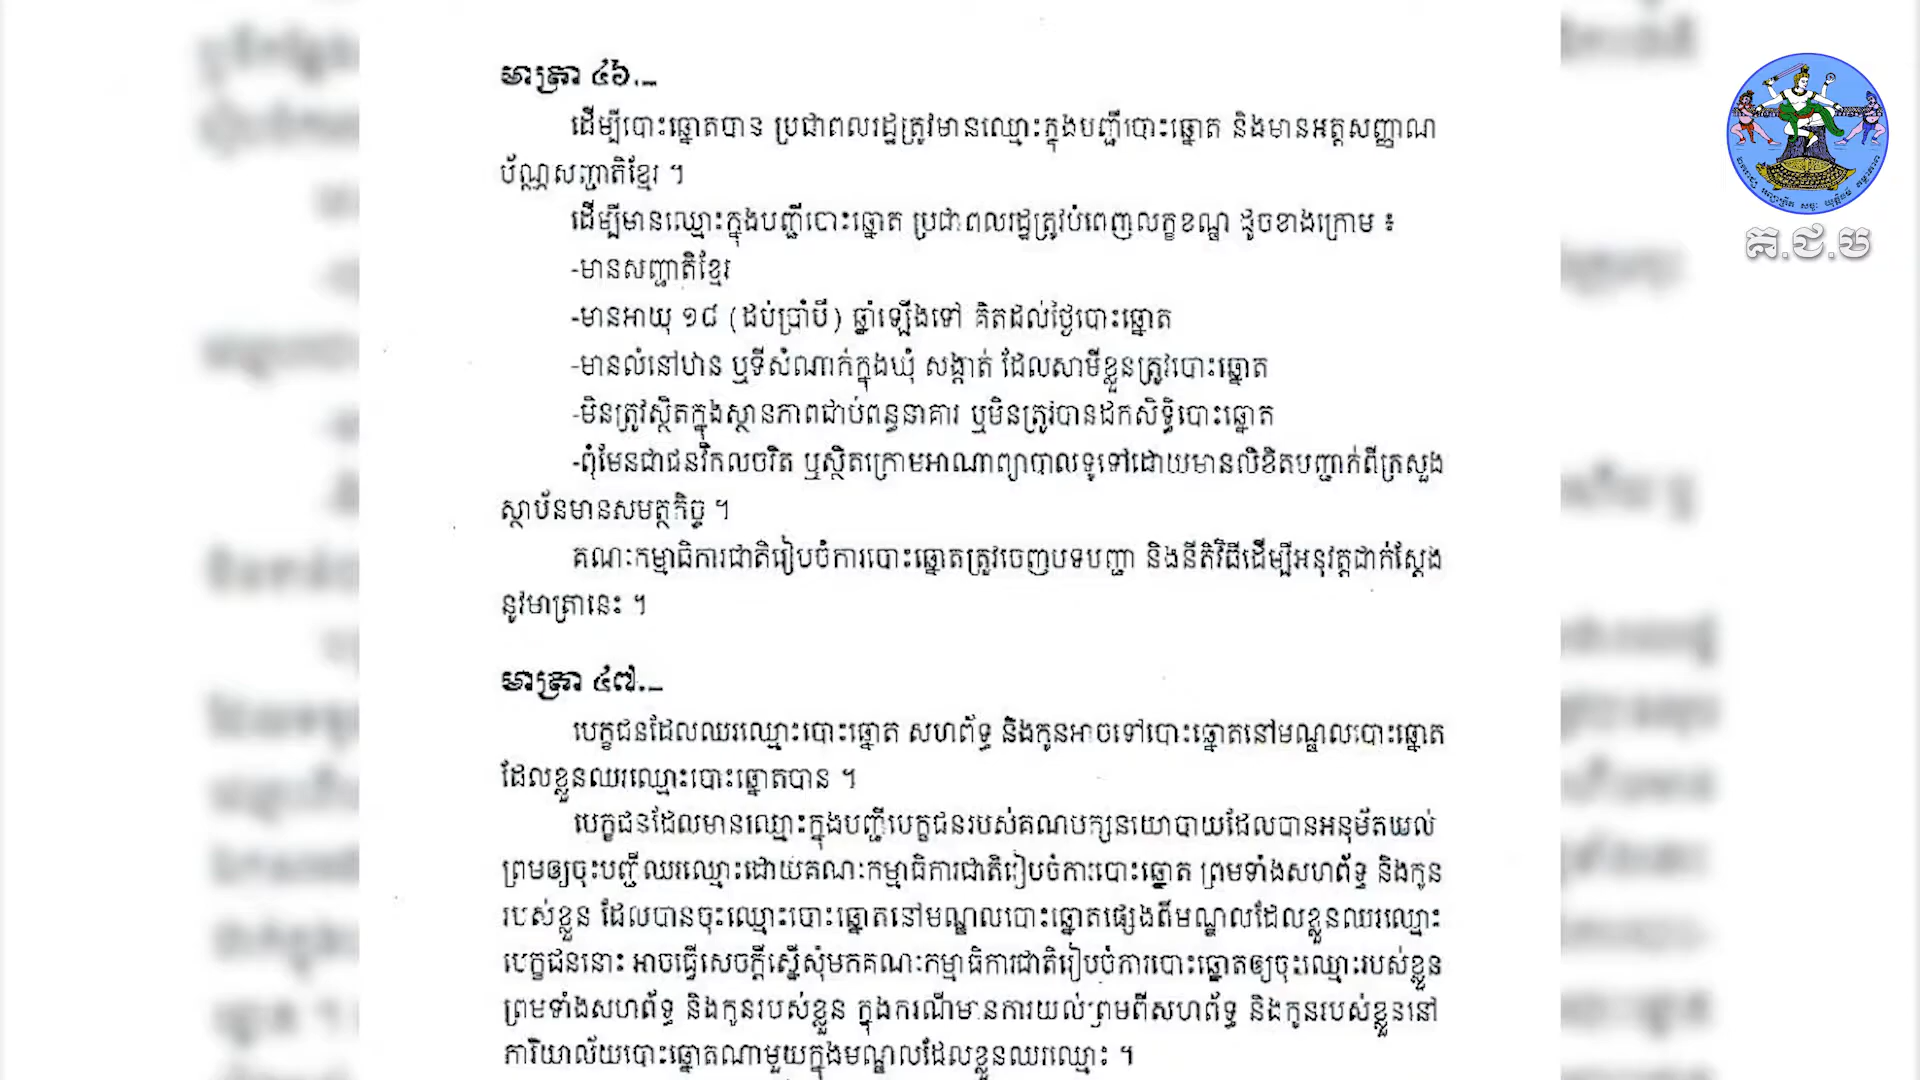 មាត្រា ៤៦._
ដើម្បីបោះឆ្នោតបាន ប្រជាពលរដ្ឋត្រូវមានឈ្មោះក្នុងបញ្ជីបោះឆ្នោត និងមានអត្តសញ្ញាណ
ប័ណ្ណសញ្ជាតិខ្មែរ ។
ដើម្បីមានឈ្មោះក្នុងបញ្ជីបោះឆ្នោត ប្រជាពលរដ្ឋត្រូវបំពេញលក្ខខណ្ឌ ដូចខាងក្រោម ៖
-មានសញ្ជាតិខ្មែរ
-មានអាយុ ១៨ (ដប់ប្រាំបី) ឆ្នាំឡើងទៅ គិតដល់ថ្ងៃបោះឆ្នោត
-មានលំនៅឋាន ឬទីសំណាក់ក្នុងឃុំ សង្កាត់ ដែលសាមីខ្លួនត្រូវបោះឆ្នោត
-មិនត្រូវស្ថិតក្នុងស្ថានភាពជាប់ពន្ធនាគារ ឬមិនត្រូវបានដកសិទ្ធិបោះឆ្នោត
-ពុំមែនជាជនវិកលចរិត ឬស្ថិតក្រោមអាណាព្យាបាលទូទៅដោយមានលិខិតបញ្ជាក់ពីក្រសួង
ស្ថាប័នមានសមត្ថកិច្ច ។
គណៈកម្មាធិការជាតិរៀបចំការបោះឆ្នោតត្រូវចេញបទបញ្ជា និងនីតិវិធីដើម្បីអនុវត្តជាក់ស្តែង
នូវមាត្រានេះ ។
មាត្រា ៤៧._
បេក្ខជនដែលឈរឈ្មោះបោះឆ្នោត សហព័ទ្ធ និងកូនអាចទៅបោះឆ្នោតនៅមណ្ឌលបោះឆ្នោត
ដែលខ្លួនឈរឈ្មោះបោះឆ្នោតបាន ។
បេក្ខជនដែលមានឈ្មោះក្នុងបញ្ជីបេក្ខជនរបស់គណបក្សនយោបាយដែលបានអនុម័តយល់
ព្រមឲ្យចុះបញ្ជីឈរឈ្មោះដោយគណៈកម្មាធិការជាតិរៀបចំការបោះឆ្នោត ព្រមទាំងសហព័ទ្ធ និងកូន
របស់ខ្លួន ដែលបានចុះឈ្មោះបោះឆ្នោតនៅមណ្ឌលបោះឆ្នោតផ្សេងពីមណ្ឌលដែលខ្លួនឈរឈ្មោះ
បេក្ខជននោះ អាចធ្វើសេចក្តីស្នើសុំមកគណៈកម្មាធិការជាតិរៀបចំការបោះឆ្នោតឲ្យចុះឈ្មោះរបស់ខ្លួន
ព្រមទាំងសហព័ទ្ធ និងកូនរបស់ខ្លួន ក្នុងករណីមានការយល់ព្រមពីសហព័ទ្ធ និងកូនរបស់ខ្លួននៅ
ការិយាល័យបោះឆ្នោតណាមួយក្នុងមណ្ឌលដែលខ្លួនឈរឈ្មោះ ។
គ.ជ.ប